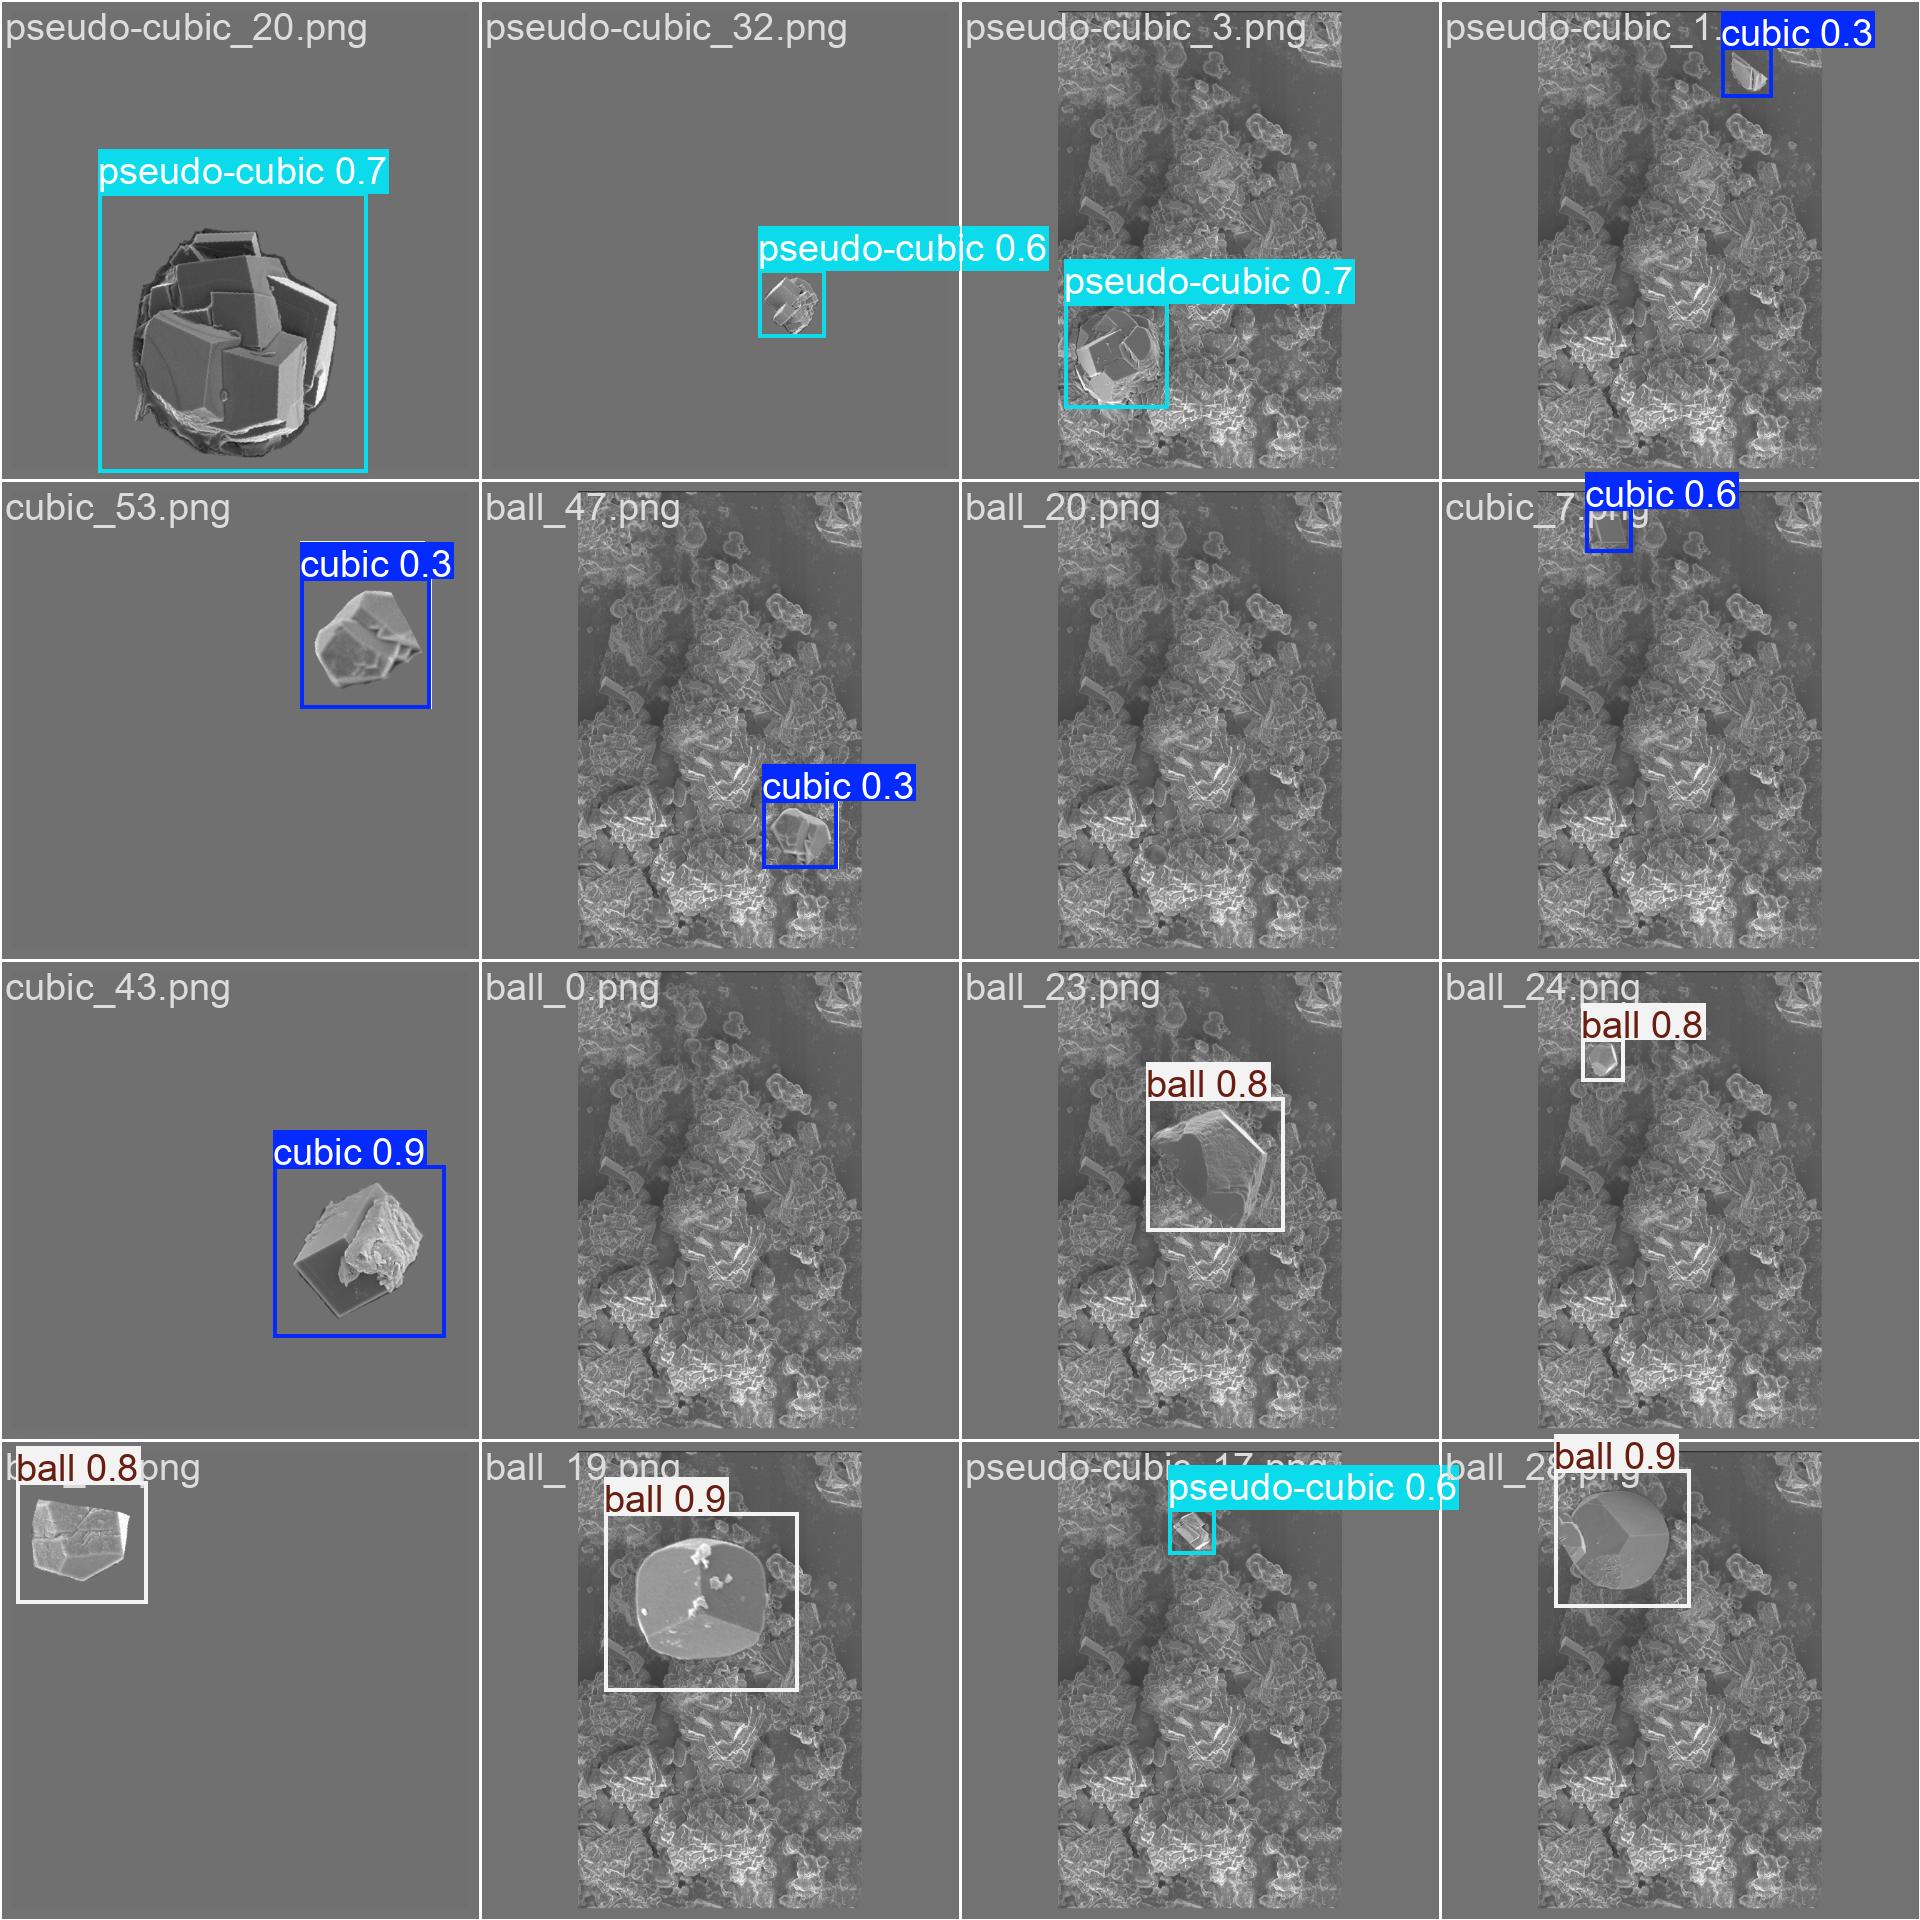 pseudo-cubic_20.png
pseudo-cubic 0.7
pseudo-cubic_32.png
pseudo-cubic 0.6
pseudo-cubic_3.png
pseudo-cubic 0.7
pseudo-cubic_1.
cubic 0.3
cubic_53.png
cubic 0.3
ball_47.png
cubic 0.3
ball_20.png
cubic_7.png
cubic 0.6
cubic_43.png
cubic 0.9
ball_0.png
ball_23.png
ball 0.8
ball_24.png
ball 0.8
ball 0.8
ball_19.png
ball 0.9
pseudo-cubic_17.png
pseudo-cubic 0.6
ball_28.png
ball 0.9